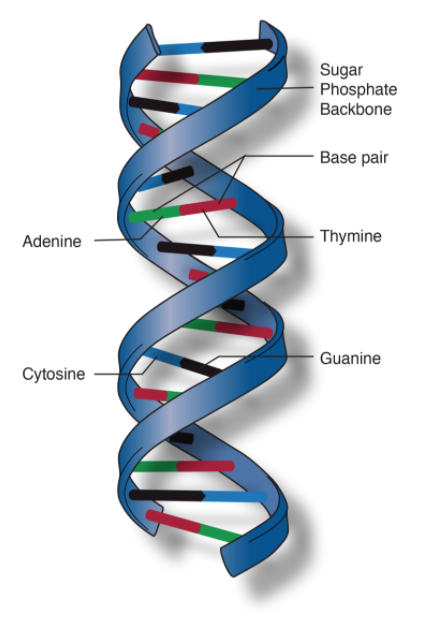 Sugar
Phosphate
Backbone
Base pair
Adenine
Thymine
Guanine
Cytosine